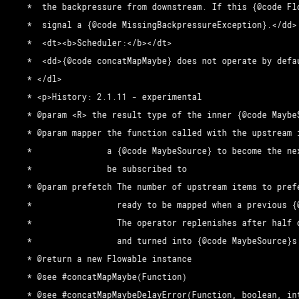 * the backpressure from downstream. If this {@code Flo
* signal a {@code MissingBackpressureException}.</dd>
* <dt><b>Scheduler:</b></dt>
* <dd>{@code concatMapMaybe} does not operate by defau
* </dl>
* <p>History: 2.1.11 - experimental
* @param <R> the result type of the inner {@code MaybeS
* @param mapper the function called with the upstream i
* a {@code MaybeSource} to become the nex
* be subscribed to
* @param prefetch The number of upstream items to prefe
* ready to be mapped when a previous {@
* The operator replenishes after half o
* and turned into {@code MaybeSource}s
* @return a new Flowable instance
* @see #concatMapMaybe(Function)
* @see #concatMapMaybeDelayError(Function, boolean, int